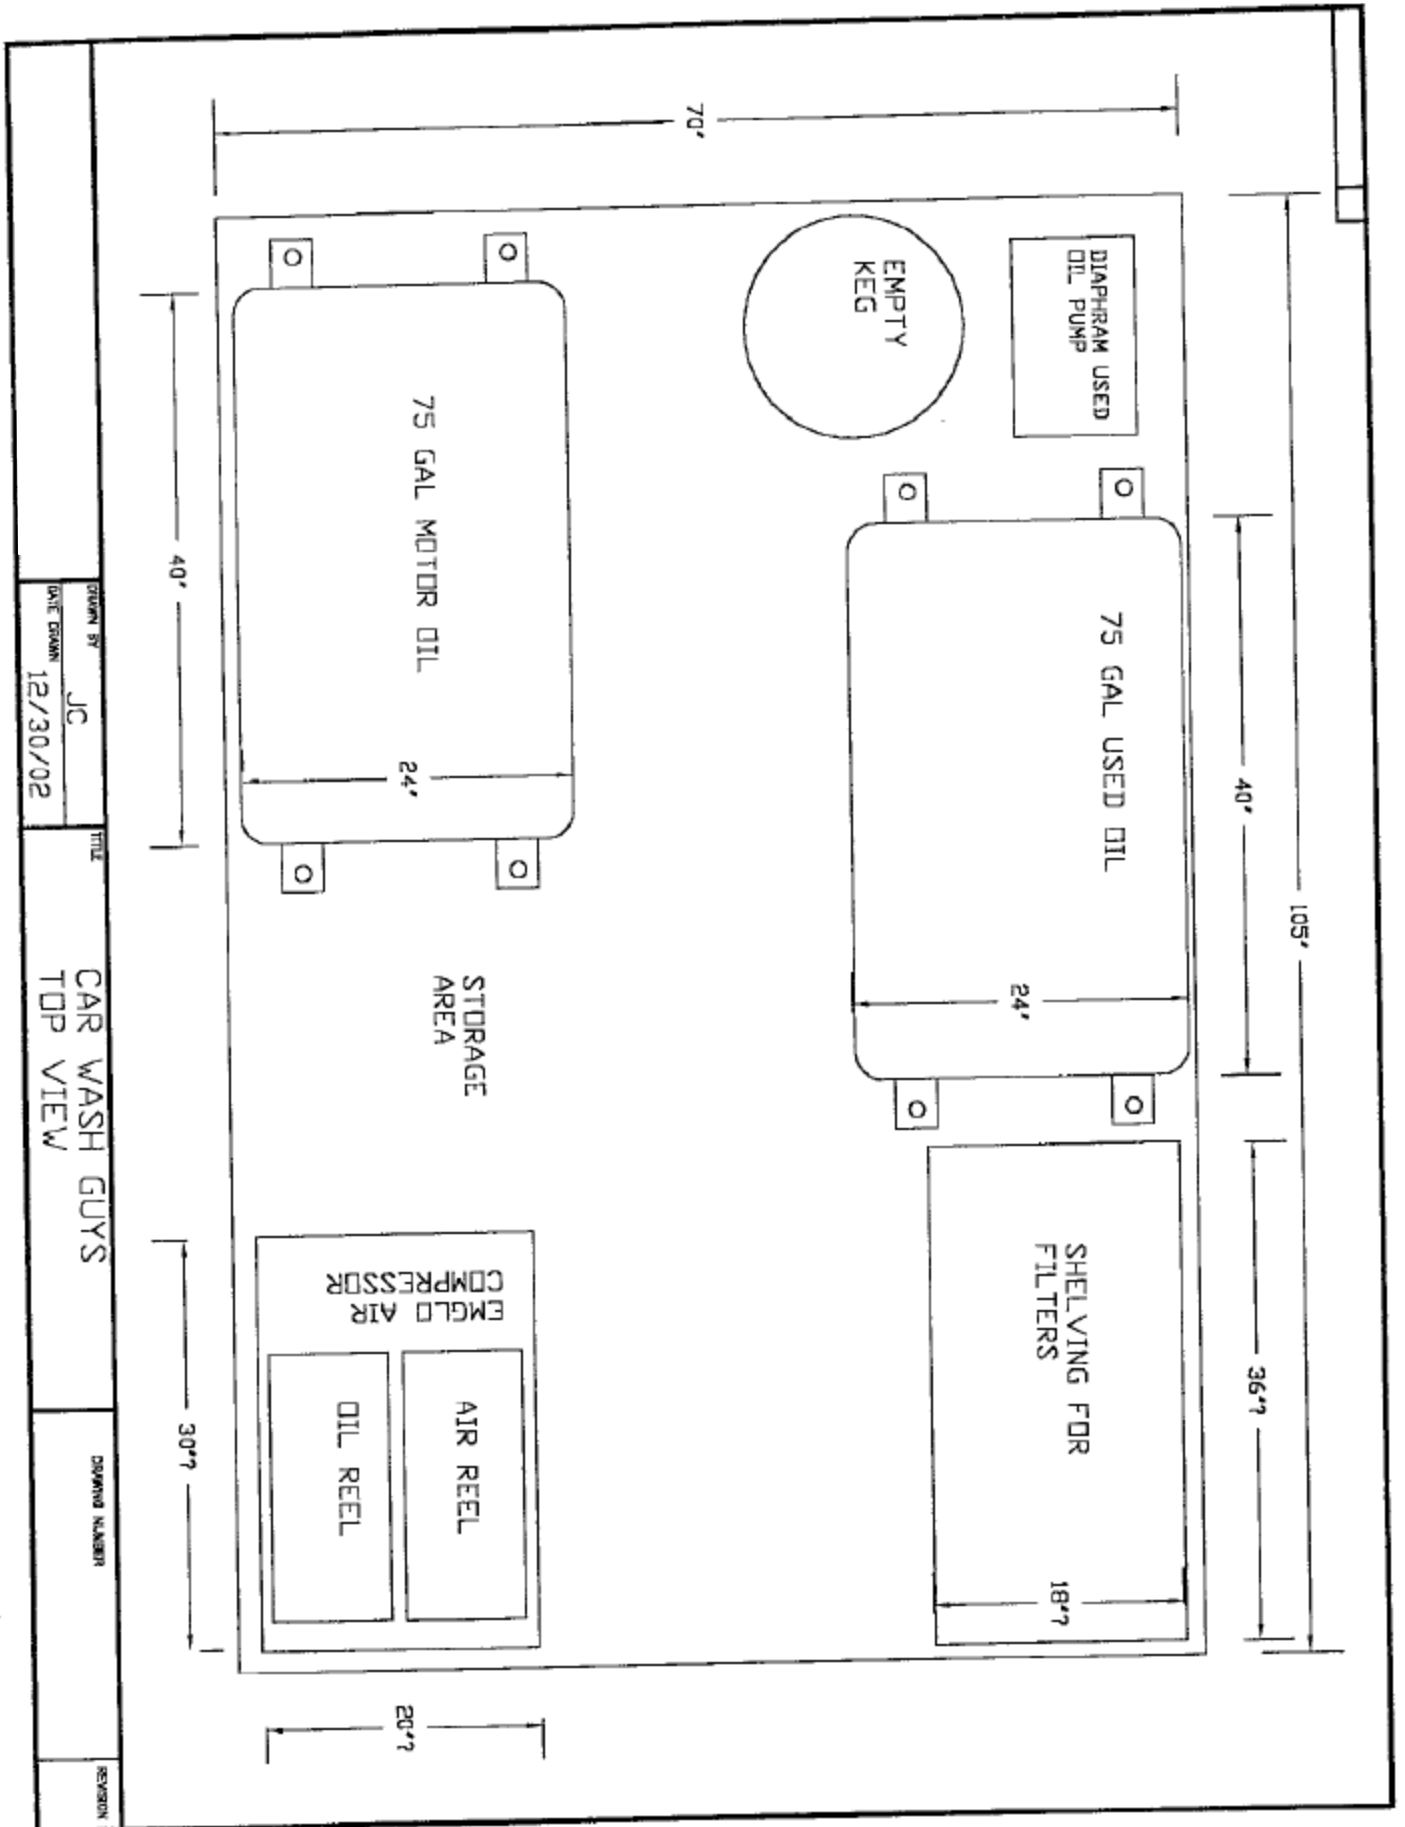 105"
40"
36"?
DIAPHRAM USED
OIL PUMP
75 GAL USED OIL
24"
SHELVING FOR
FILTERS
18"?
EMPTY
KEG
70"
75 GAL MOTOR OIL
24"
STORAGE
AREA
EMGLO AIR
COMPRESSOR
AIR REEL
OIL REEL
20"?
40"
30"?
DRAWN BY
JC
DATE DRAWN
12/30/02
TITLE
CAR WASH GUYS
TOP VIEW
DRAWING NUMBER
REVISION